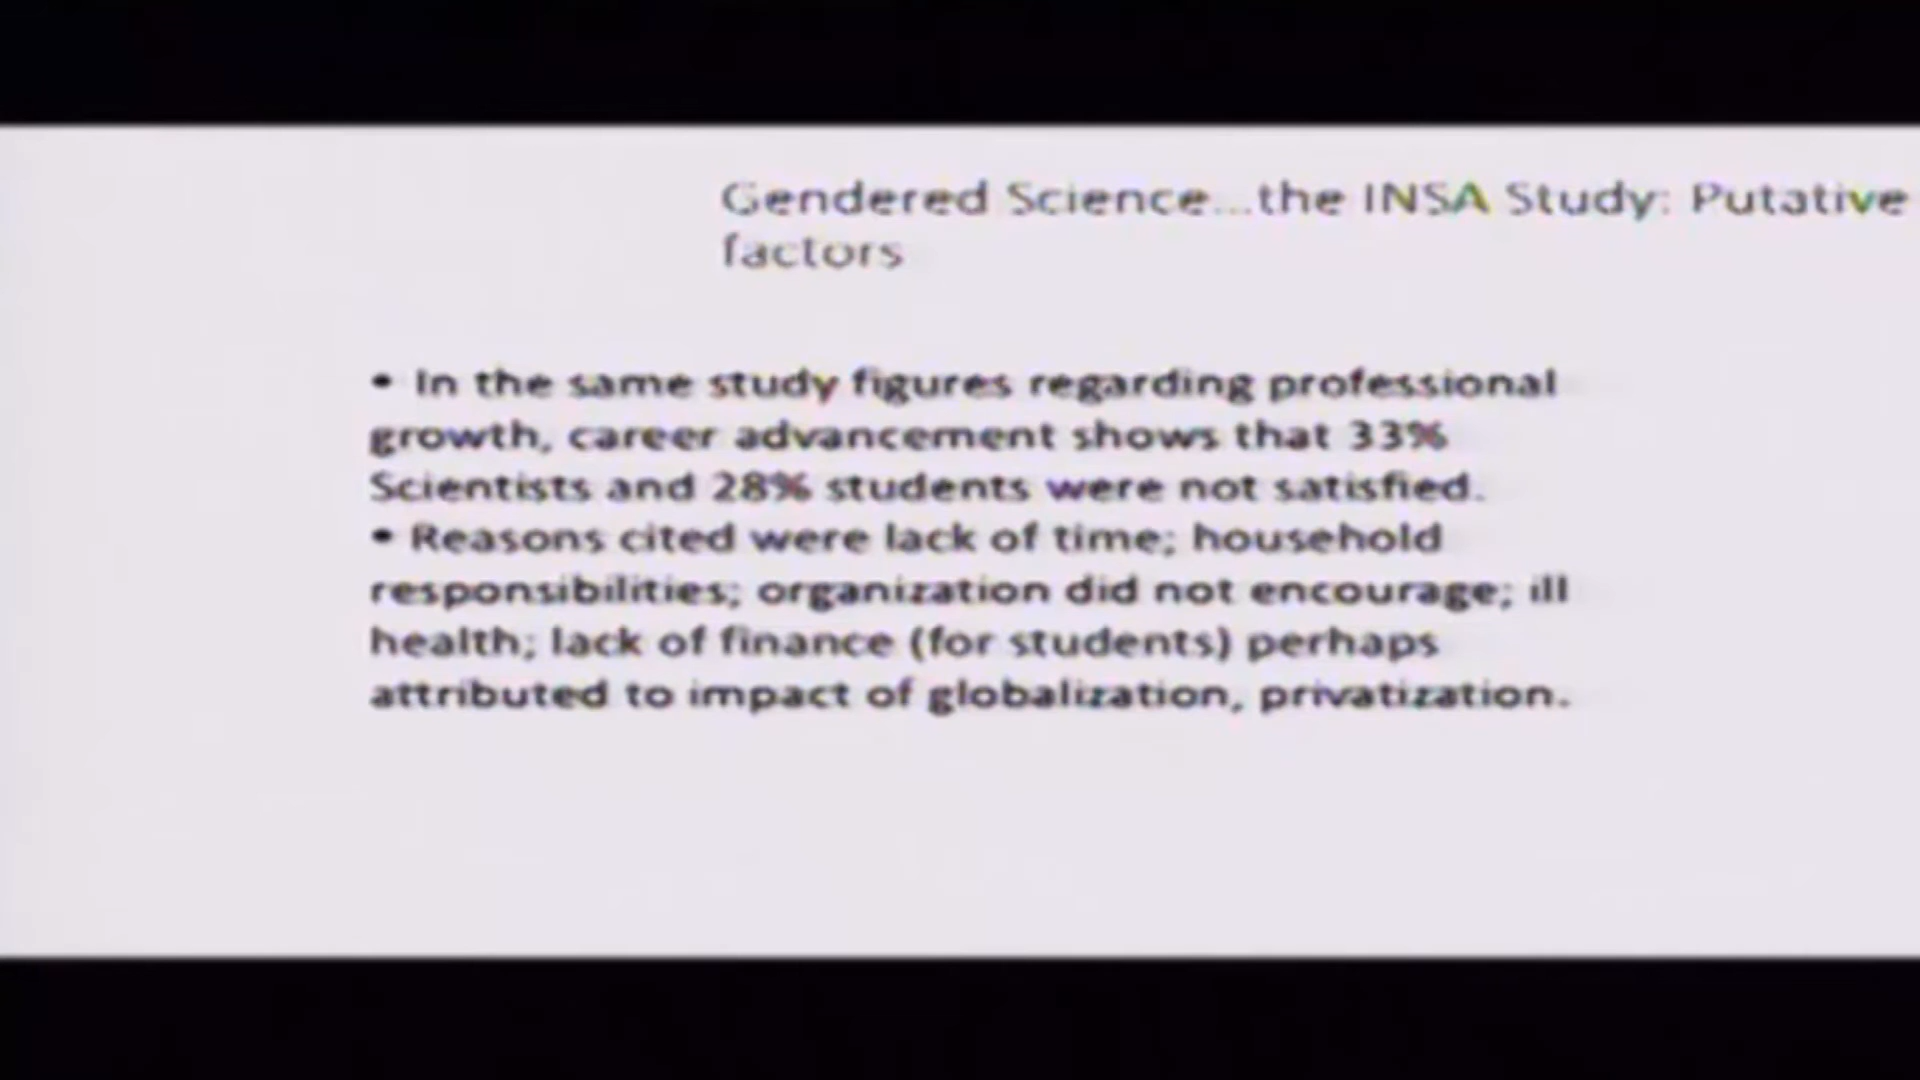 Gendered Science...the INSA Study: Putative
factors
• In the same study figures regarding professional
growth, career advancement shows that 33%
Scientists and 28% students were not satisfied.
• Reasons cited were lack of time; household
responsibilities; organization did not encourage; ill
health; lack of finance (for students) perhaps
attributed to impact of globalization, privatization.